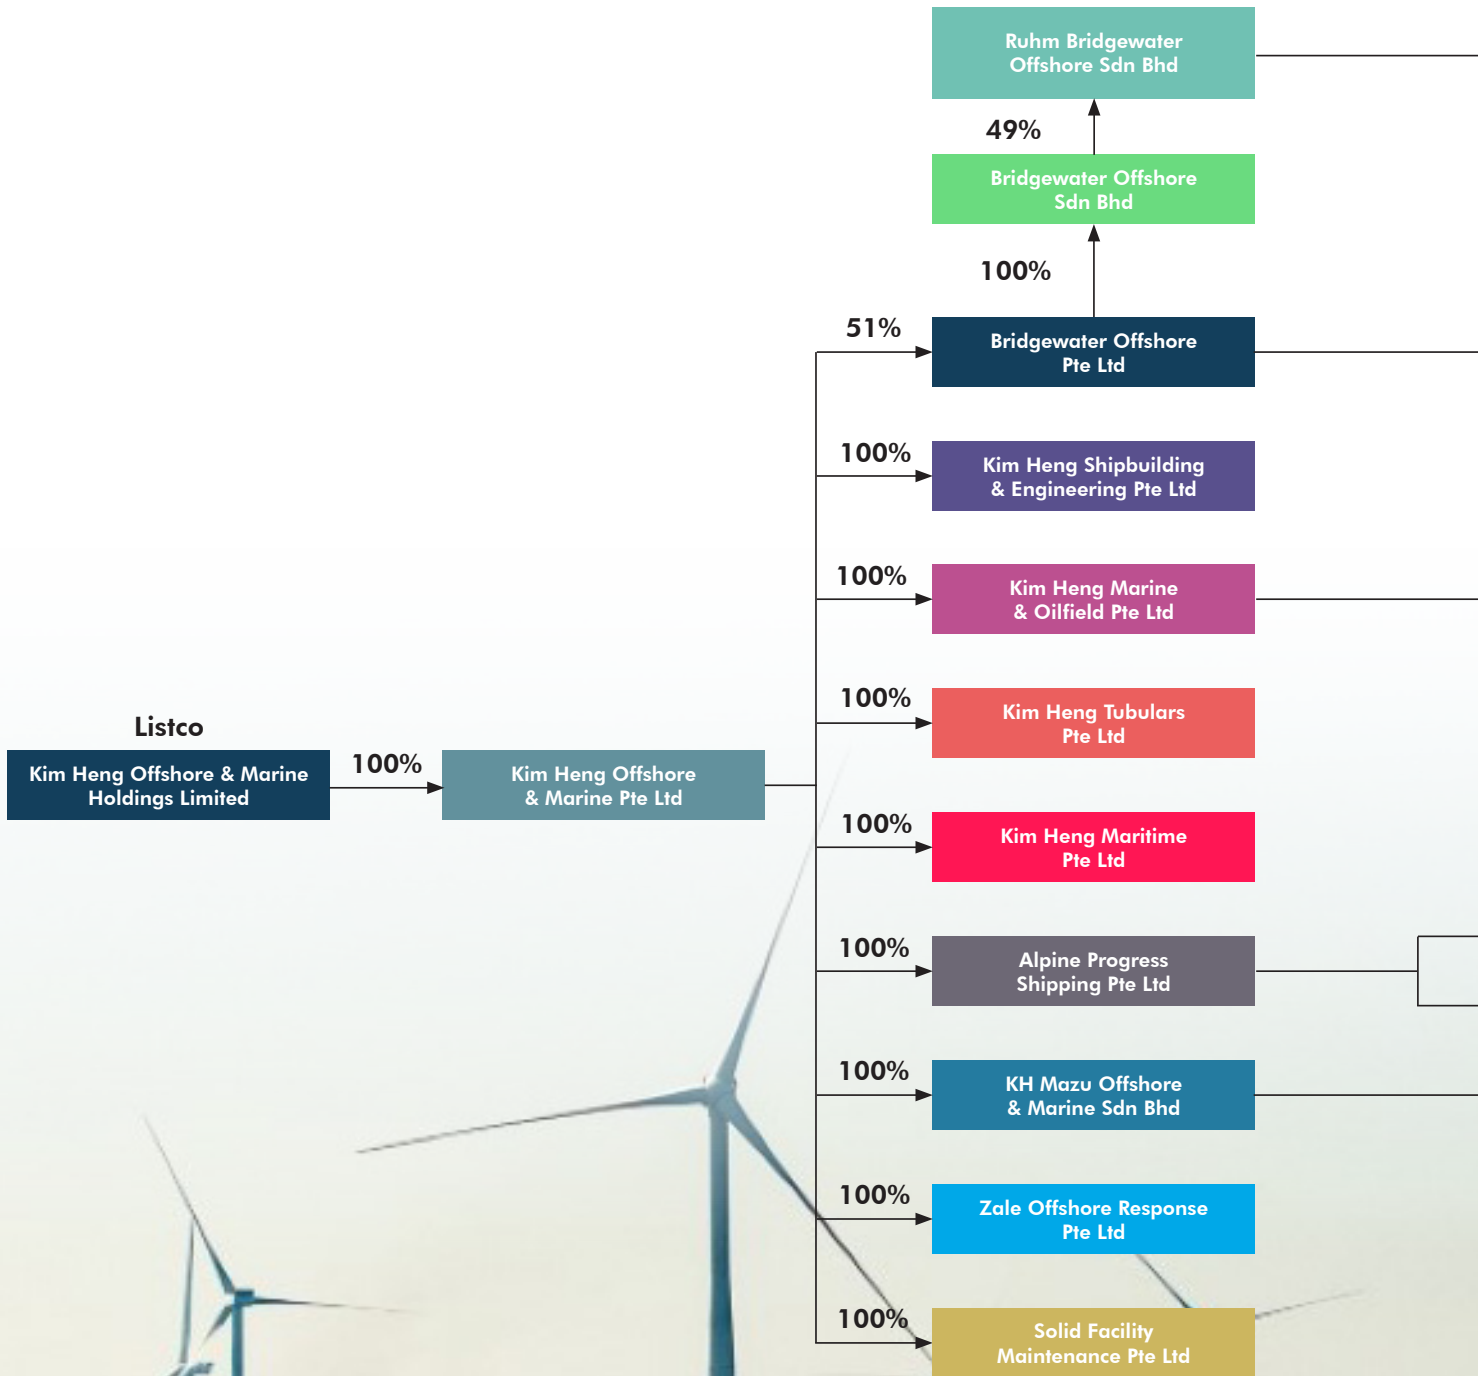 Ruhm Bridgewater
Offshore Sdn Bhd
49%
Bridgewater Offshore
Sdn Bhd
100%
51%
Bridgewater Offshore
Pte Ltd
100%
Kim Heng Shipbuilding
& Engineering Pte Ltd
100%
Kim Heng Marine
& Oilfield Pte Ltd
100%
Kim Heng Tubulars
Pte Ltd
Listco
Kim Heng Offshore & Marine
Holdings Limited
100%
Kim Heng Offshore
& Marine Pte Ltd
100%
Kim Heng Maritime
Pte Ltd
100%
Alpine Progress
Shipping Pte Ltd
100%
KH Mazu Offshore
& Marine Sdn Bhd
100%
Zale Offshore Response
Pte Ltd
100%
Solid Facility
Maintenance Pte Ltd